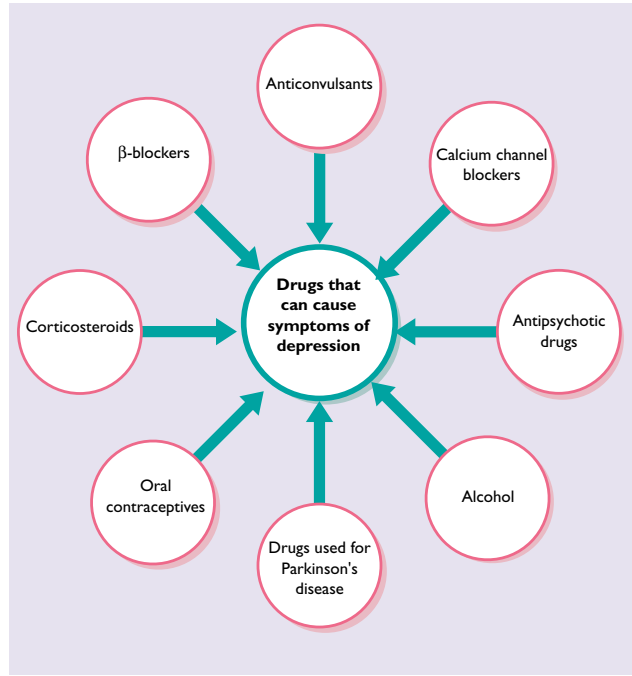 Anticonvulsants
β-blockers
Calcium channel
blockers
Drugs that
can cause
symptoms of
depression
Corticosteroids
Antipsychotic
drugs
Oral
contraceptives
Alcohol
Drugs used for
Parkinson's
disease